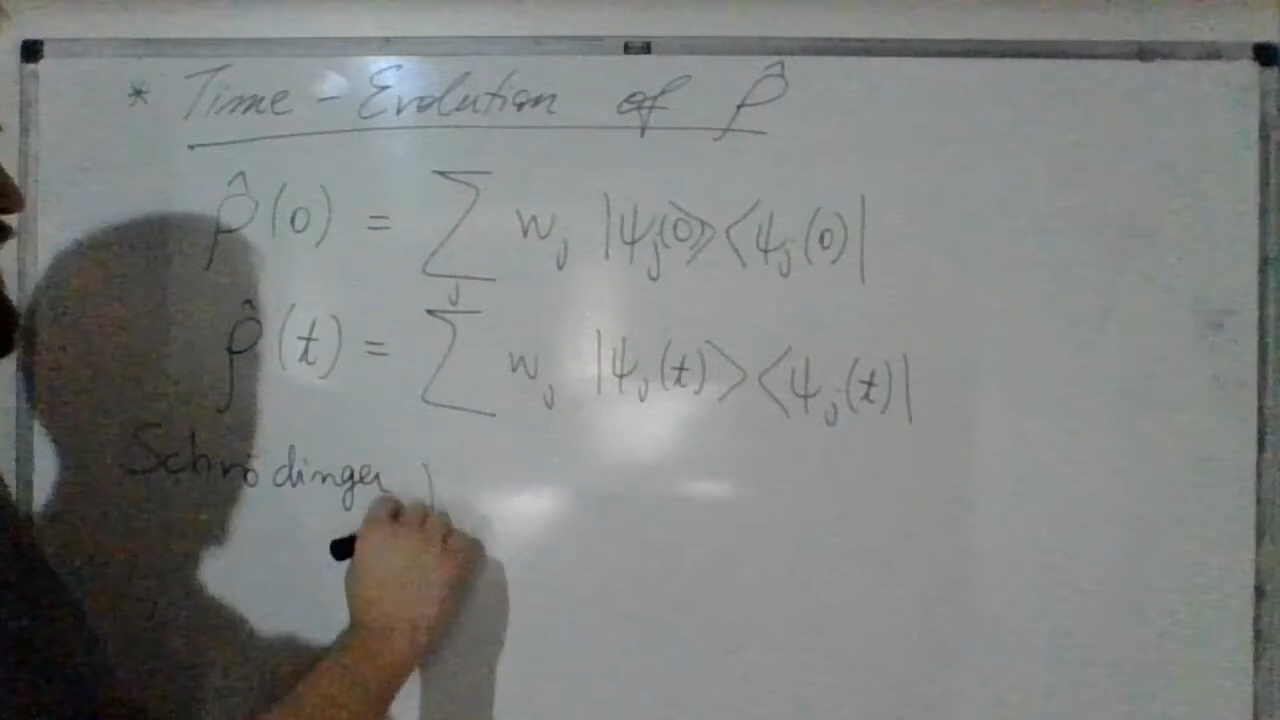 * Time - Evolution of ρ̂
ρ̂(0) = Σ_j w_j |ψ_j(0)⟩⟨ψ_j(0)|
ρ̂(t) = Σ w_j |ψ_j(t)⟩⟨ψ_j(t)|
Schrödinger